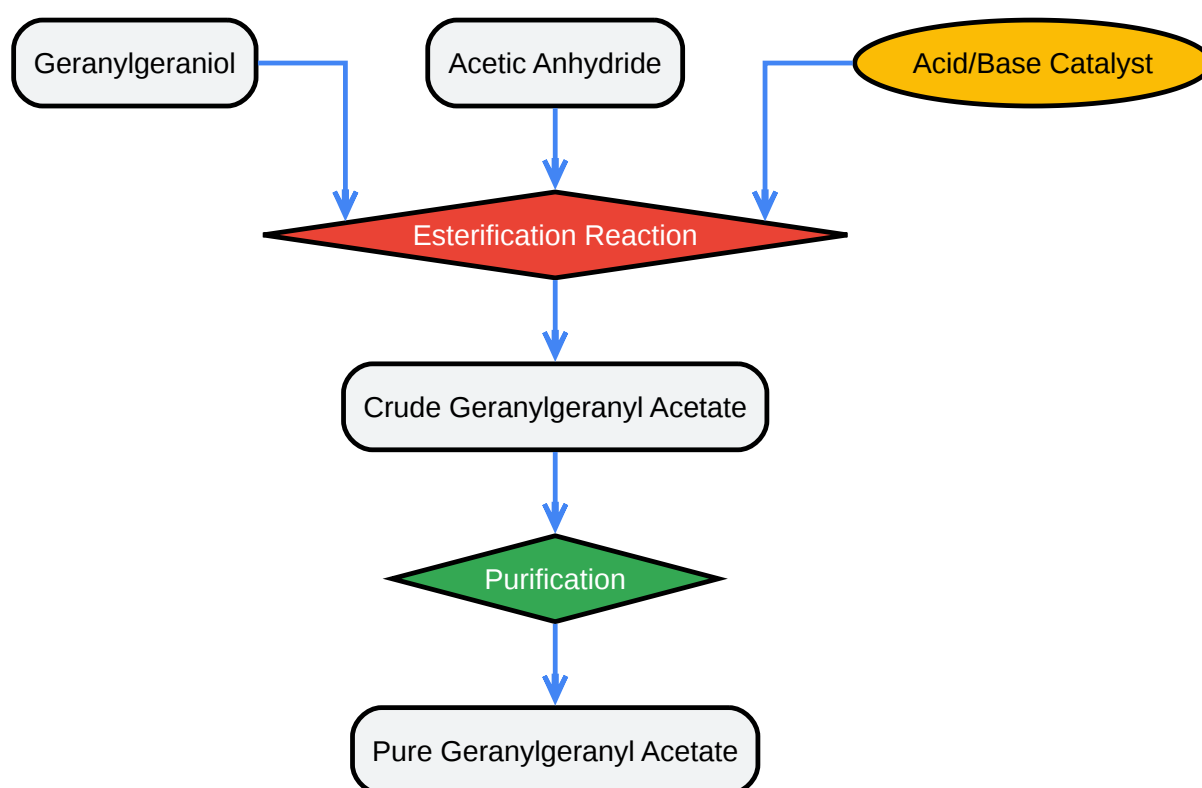 Geranylgeraniol
Acetic Anhydride
Acid/Base Catalyst
Esterification Reaction
Crude Geranylgeranyl Acetate
Purification
Pure Geranylgeranyl Acetate